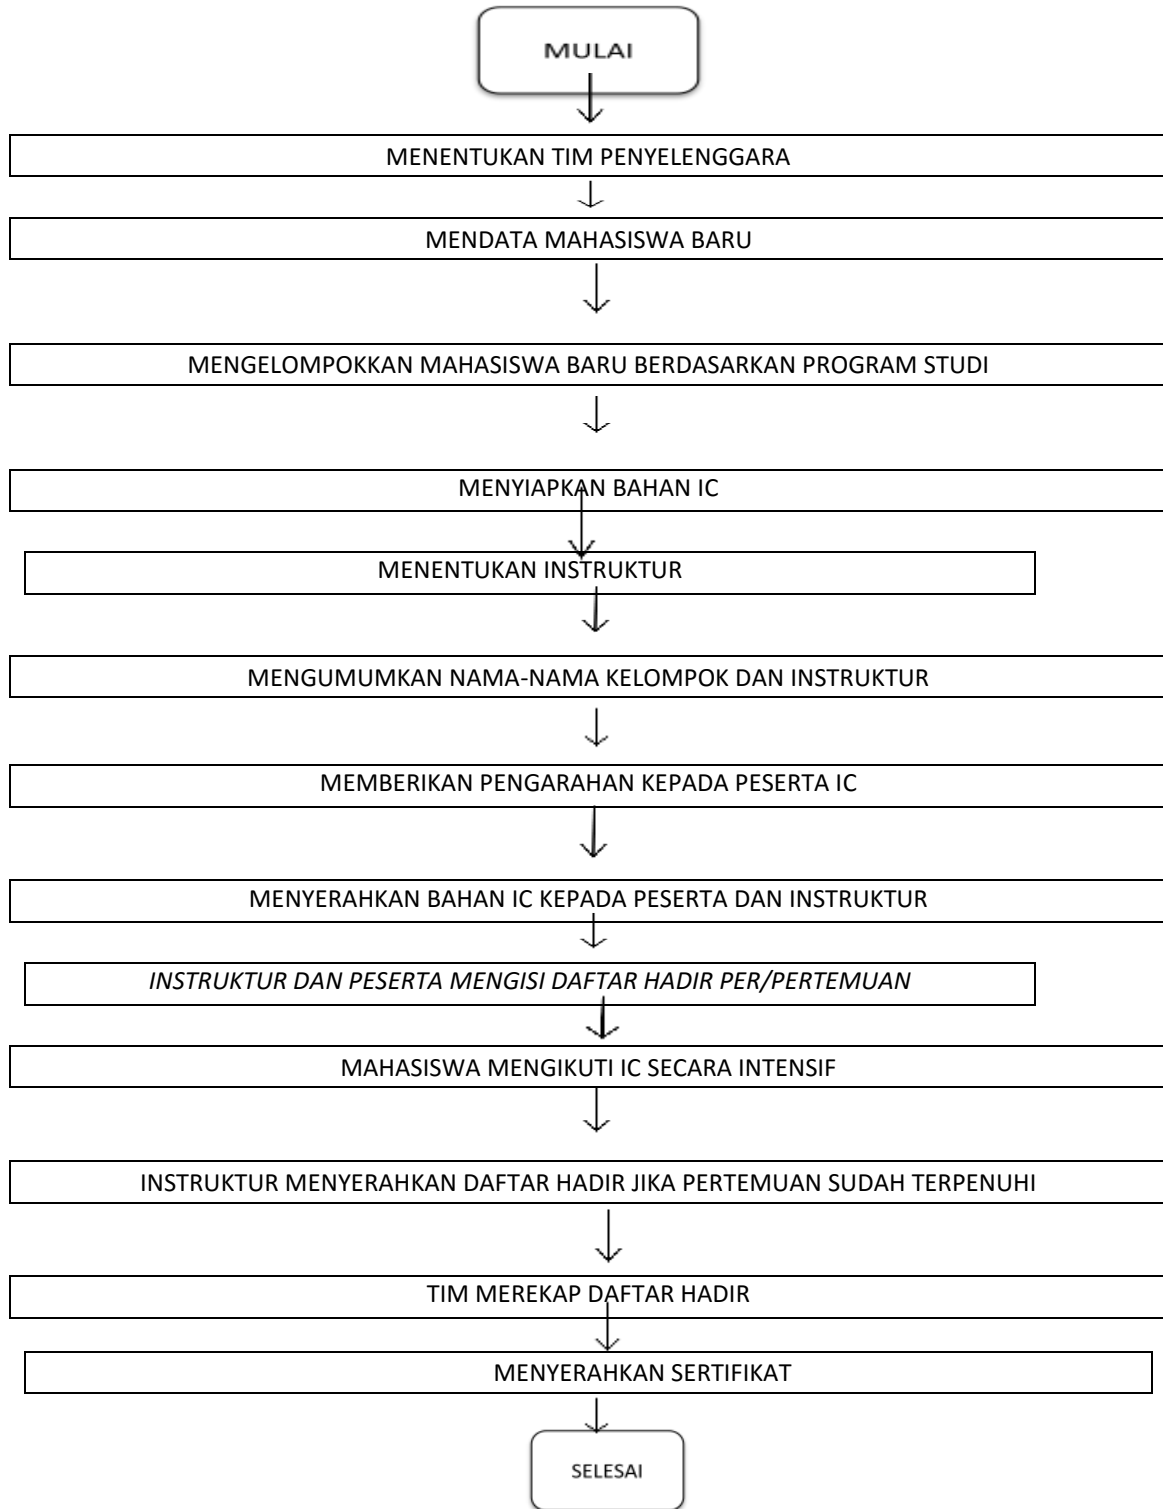 MULAI
MENENTUKAN TIM PENYELENGGARA
MENDATA MAHASISWA BARU
MENGELOMPOKKAN MAHASISWA BARU BERDASARKAN PROGRAM STUDI
MENYIAPKAN BAHAN IC
MENENTUKAN INSTRUKTUR
MENGUMUMKAN NAMA-NAMA KELOMPOK DAN INSTRUKTUR
MEMBERIKAN PENGARAHAN KEPADA PESERTA IC
MENYERAHKAN BAHAN IC KEPADA PESERTA DAN INSTRUKTUR
INSTRUKTUR DAN PESERTA MENGISI DAFTAR HADIR PER/PERTEMUAN
MAHASISWA MENGIKUTI IC SECARA INTENSIF
INSTRUKTUR MENYERAHKAN DAFTAR HADIR JIKA PERTEMUAN SUDAH TERPENUHI
TIM MEREKAP DAFTAR HADIR
MENYERAHKAN SERTIFIKAT
SELESAI